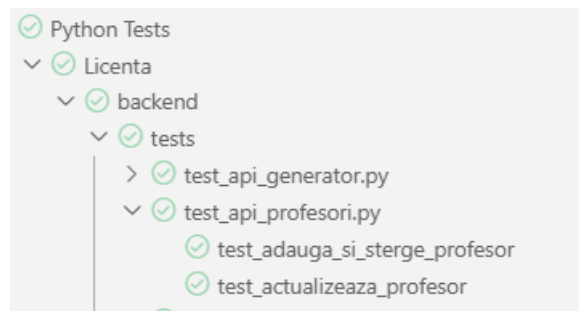 Python Tests
Licenta
backend
tests
test_api_generator.py
test_api_profesori.py
test_adauga_si_sterge_profesor
test_actualizeaza_profesor